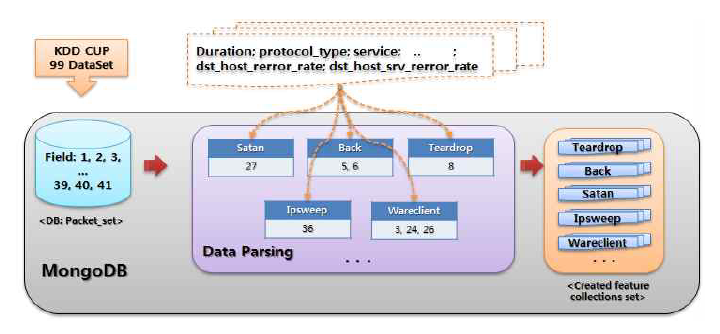 KDD CUP
99 DataSet
Duration; protocol_type; service; .. ;
dst_host_rerror_rate; dst_host_srv_rerror_rate
Field: 1, 2, 3,
...
39, 40, 41
<DB: Packet_set>
MongoDB
Satan
27
Back
5, 6
Teardrop
8
Ipsweep
36
Wareclient
3, 24, 26
Data Parsing
. . .
Teardrop
Back
Satan
Ipsweep
Wareclient
. . .
<Created feature
collections set>